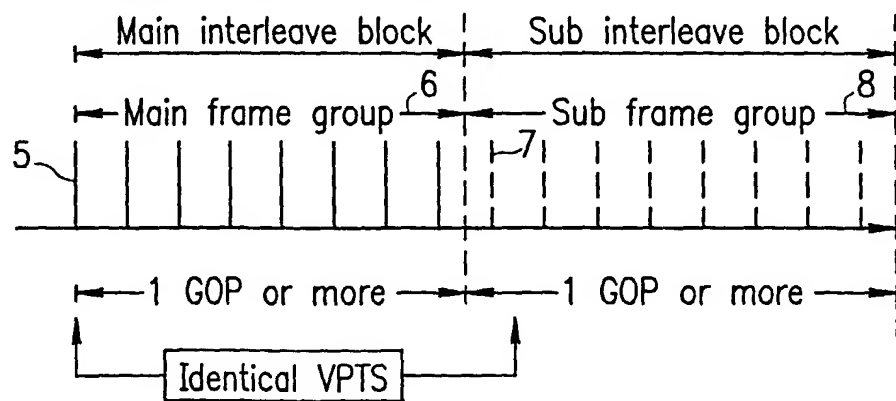 Main interleave block Sub interleave block
6 8
Main frame group Sub frame group
5 7
1 GOP or more 1 GOP or more
Identical VPTS